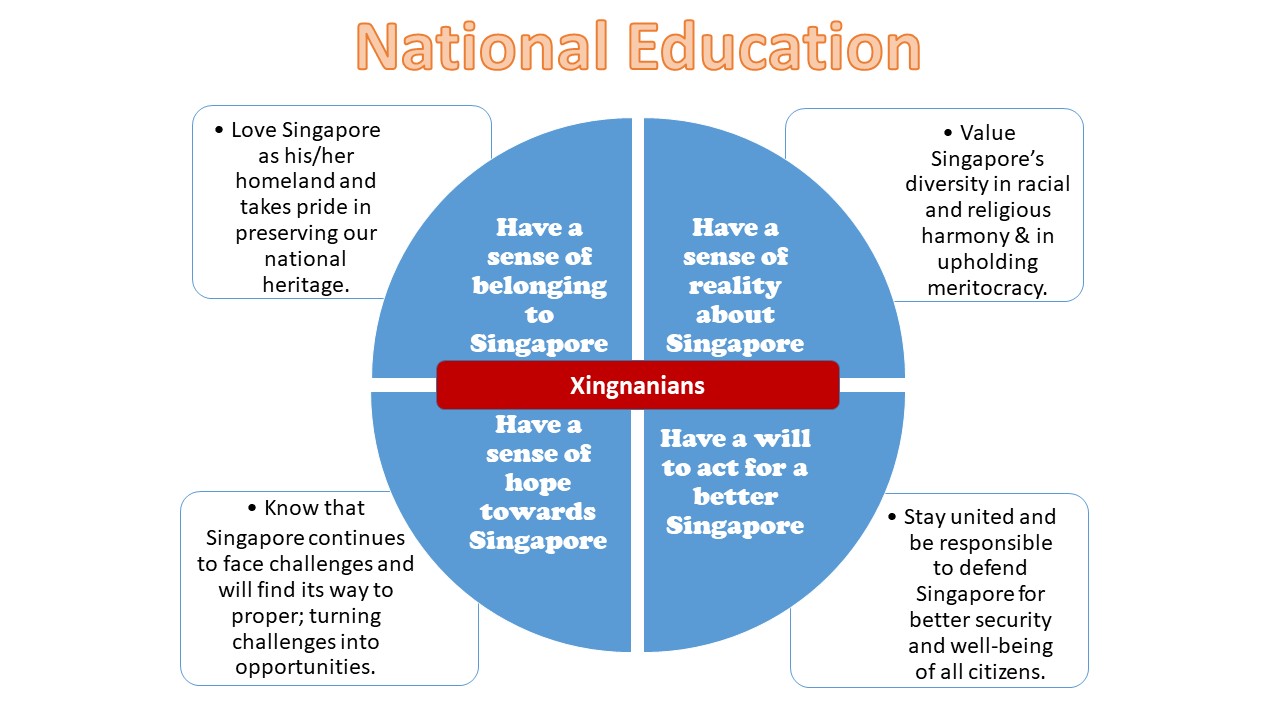 National Education
• Love Singapore
as his/her
homeland and
takes pride in
preserving our
national
heritage.
Have a
sense of
belonging
to
Singapore
Have a
sense of
reality
about
Singapore
• Value
Singapore’s
diversity in racial
and religious
harmony & in
upholding
meritocracy.
Xingnanians
• Know that
Singapore continues
to face challenges and
will find its way to
proper; turning
challenges into
opportunities.
Have a
sense of
hope
towards
Singapore
Have a will
to act for a
better
Singapore
• Stay united and
be responsible
to defend
Singapore for
better security
and well-being
of all citizens.